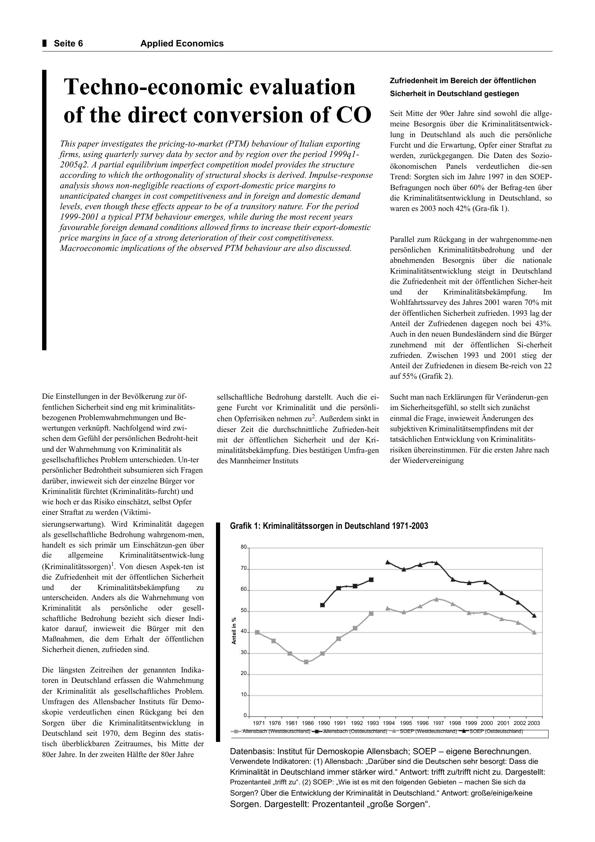 Seite 6 Applied Economics
Techno-economic evaluation
of the direct conversion of CO
This paper investigates the pricing-to-market (PTM) behaviour of Italian exporting
firms, using quarterly survey data by sector and by region over the period 1999q1-
2005q2. A partial equilibrium imperfect competition model provides the structure
according to which the orthogonality of structural shocks is derived. Impulse-response
analysis shows non-negligible reactions of export-domestic price margins to
unanticipated changes in cost competitiveness and in foreign and domestic demand
levels, even though these effects appear to be of a transitory nature. For the period
1999-2001 a typical PTM behaviour emerges, while during the most recent years
favourable foreign demand conditions allowed firms to increase their export-domestic
price margins in face of a strong deterioration of their cost competitiveness.
Macroeconomic implications of the observed PTM behaviour are also discussed.
Zufriedenheit im Bereich der öffentlichen
Sicherheit in Deutschland gestiegen
Seit Mitte der 90er Jahre sind sowohl die allge-
meine Besorgnis über die Kriminalitätsentwick-
lung in Deutschland als auch die persönliche
Furcht und die Erwartung, Opfer einer Straftat zu
werden, zurückgegangen. Die Daten des Sozio-
ökonomischen Panels verdeutlichen die-sen
Trend: Sorgten sich im Jahre 1997 in den SOEP-
Befragungen noch über 60% der Befrag-ten über
die Kriminalitätsentwicklung in Deutschland, so
waren es 2003 noch 42% (Gra-fik 1).
Parallel zum Rückgang in der wahrgenomme-nen
persönlichen Kriminalitätsbedrohung und der
abnehmenden Besorgnis über die nationale
Kriminalitätsentwicklung steigt in Deutschland
die Zufriedenheit mit der öffentlichen Sicher-heit
und der Kriminalitätsbekämpfung. Im
Wohlfahrtssurvey des Jahres 2001 waren 70% mit
der öffentlichen Sicherheit zufrieden. 1993 lag der
Anteil der Zufriedenen dagegen noch bei 43%.
Auch in den neuen Bundesländern sind die Bürger
zunehmend mit der öffentlichen Si-cherheit
zufrieden. Zwischen 1993 und 2001 stieg der
Anteil der Zufriedenen in diesem Be-reich von 22
auf 55% (Grafik 2).
Die Einstellungen in der Bevölkerung zur öf-
fentlichen Sicherheit sind eng mit kriminalitäts-
bezogenen Problemwahrnehmungen und Be-
wertungen verknüpft. Nachfolgend wird zwi-
schen dem Gefühl der persönlichen Bedroht-heit
und der Wahrnehmung von Kriminalität als
gesellschaftliches Problem unterschieden. Un-ter
persönlicher Bedrohtheit subsumieren sich Fragen
darüber, inwieweit sich der einzelne Bürger vor
Kriminalität fürchtet (Kriminalitäts-furcht) und
wie hoch er das Risiko einschätzt, selbst Opfer
einer Straftat zu werden (Viktimi-
sierungserwartung). Wird Kriminalität dagegen
als gesellschaftliche Bedrohung wahrgenom-men,
handelt es sich primär um Einschätzun-gen über
die allgemeine Kriminalitätsentwick-lung
(Kriminalitätssorgen)1. Von diesen Aspek-ten ist
die Zufriedenheit mit der öffentlichen Sicherheit
und der Kriminalitätsbekämpfung zu
unterscheiden. Anders als die Wahrnehmung von
Kriminalität als persönliche oder gesell-
schaftliche Bedrohung bezieht sich dieser Indi-
kator darauf, inwieweit die Bürger mit den
Maßnahmen, die dem Erhalt der öffentlichen
Sicherheit dienen, zufrieden sind.
Die längsten Zeitreihen der genannten Indika-
toren in Deutschland erfassen die Wahrnehmung
der Kriminalität als gesellschaftliches Problem.
Umfragen des Allensbacher Instituts für Demo-
skopie verdeutlichen einen Rückgang bei den
Sorgen über die Kriminalitätsentwicklung in
Deutschland seit 1970, dem Beginn des statis-
tisch überblickbaren Zeitraumes, bis Mitte der
80er Jahre. In der zweiten Hälfte der 80er Jahre
sellschaftliche Bedrohung darstellt. Auch die ei-
gene Furcht vor Kriminalität und die persönli-
chen Opferrisiken nehmen zu2. Außerdem sinkt in
dieser Zeit die durchschnittliche Zufrieden-heit
mit der öffentlichen Sicherheit und der Kri-
minalitätsbekämpfung. Dies bestätigen Umfra-gen
des Mannheimer Instituts
Sucht man nach Erklärungen für Veränderun-gen
im Sicherheitsgefühl, so stellt sich zunächst
einmal die Frage, inwieweit Änderungen des
subjektiven Kriminalitätsempfindens mit der
tatsächlichen Entwicklung von Kriminalitäts-
risiken übereinstimmen. Für die ersten Jahre nach
der Wiedervereinigung
Grafik 1: Kriminalitätssorgen in Deutschland 1971-2003
Anteil in %
80
70
60
50
40
30
20
10
0
1971 1976 1981 1986 1990 1991 1992 1993 1994 1995 1996 1997 1998 1999 2000 2001 2002 2003
Allensbach (Westdeutschland) Allensbach (Ostdeutschland) SOEP (Westdeutschland) SOEP (Ostdeutschland)
Datenbasis: Institut für Demoskopie Allensbach; SOEP – eigene Berechnungen.
Verwendete Indikatoren: (1) Allensbach: „Darüber sind die Deutschen sehr besorgt: Dass die
Kriminalität in Deutschland immer stärker wird.“ Antwort: trifft zu/trifft nicht zu. Dargestellt:
Prozentanteil „trifft zu“. (2) SOEP: „Wie ist es mit den folgenden Gebieten – machen Sie sich da
Sorgen? Über die Entwicklung der Kriminalität in Deutschland.“ Antwort: große/einige/keine
Sorgen. Dargestellt: Prozentanteil „große Sorgen“.